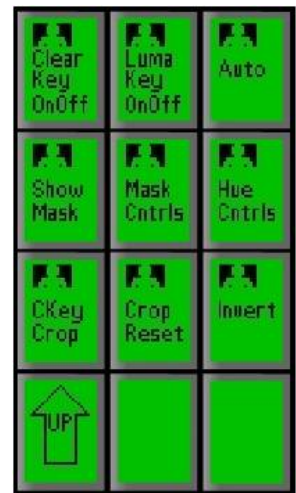 Clear
Key
OnOff
Luma
Key
OnOff
Auto
Show
Mask
Mask
Cntrls
Hue
Cntrls
CKey
Crop
Crop
Reset
Invert
UP